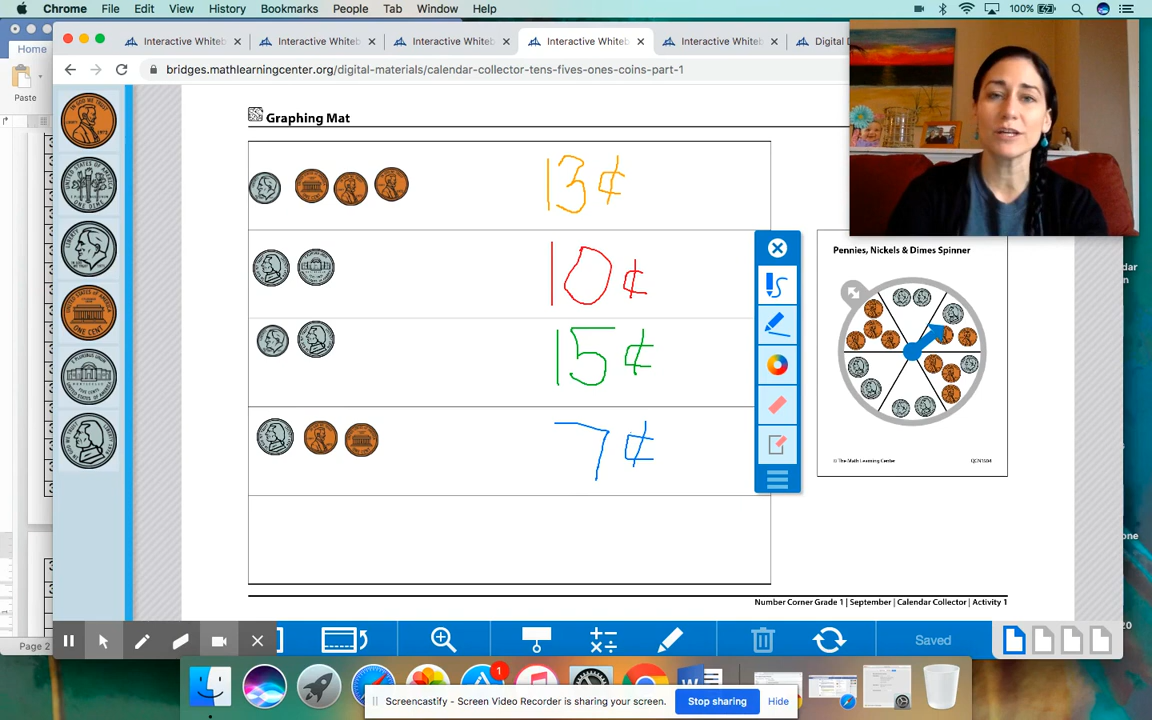 Chrome File Edit View History Bookmarks People Tab Window Help 100%
Home
Interactive Whiteb Interactive Whiteb Interactive Whiteb Interactive Whiteb Interactive Whiteb Digital D
bridges.mathlearningcenter.org/digital-materials/calendar-collector-tens-fives-ones-coins-part-1
Paste
Graphing Mat
13¢
10¢
15¢
7¢
Pennies, Nickels & Dimes Spinner
© The Math Learning Center
Number Corner Grade 1 | September | Calendar Collector | Activity 1
Saved
Page 2
1
Screencastify - Screen Video Recorder is sharing your screen. Stop sharing Hide